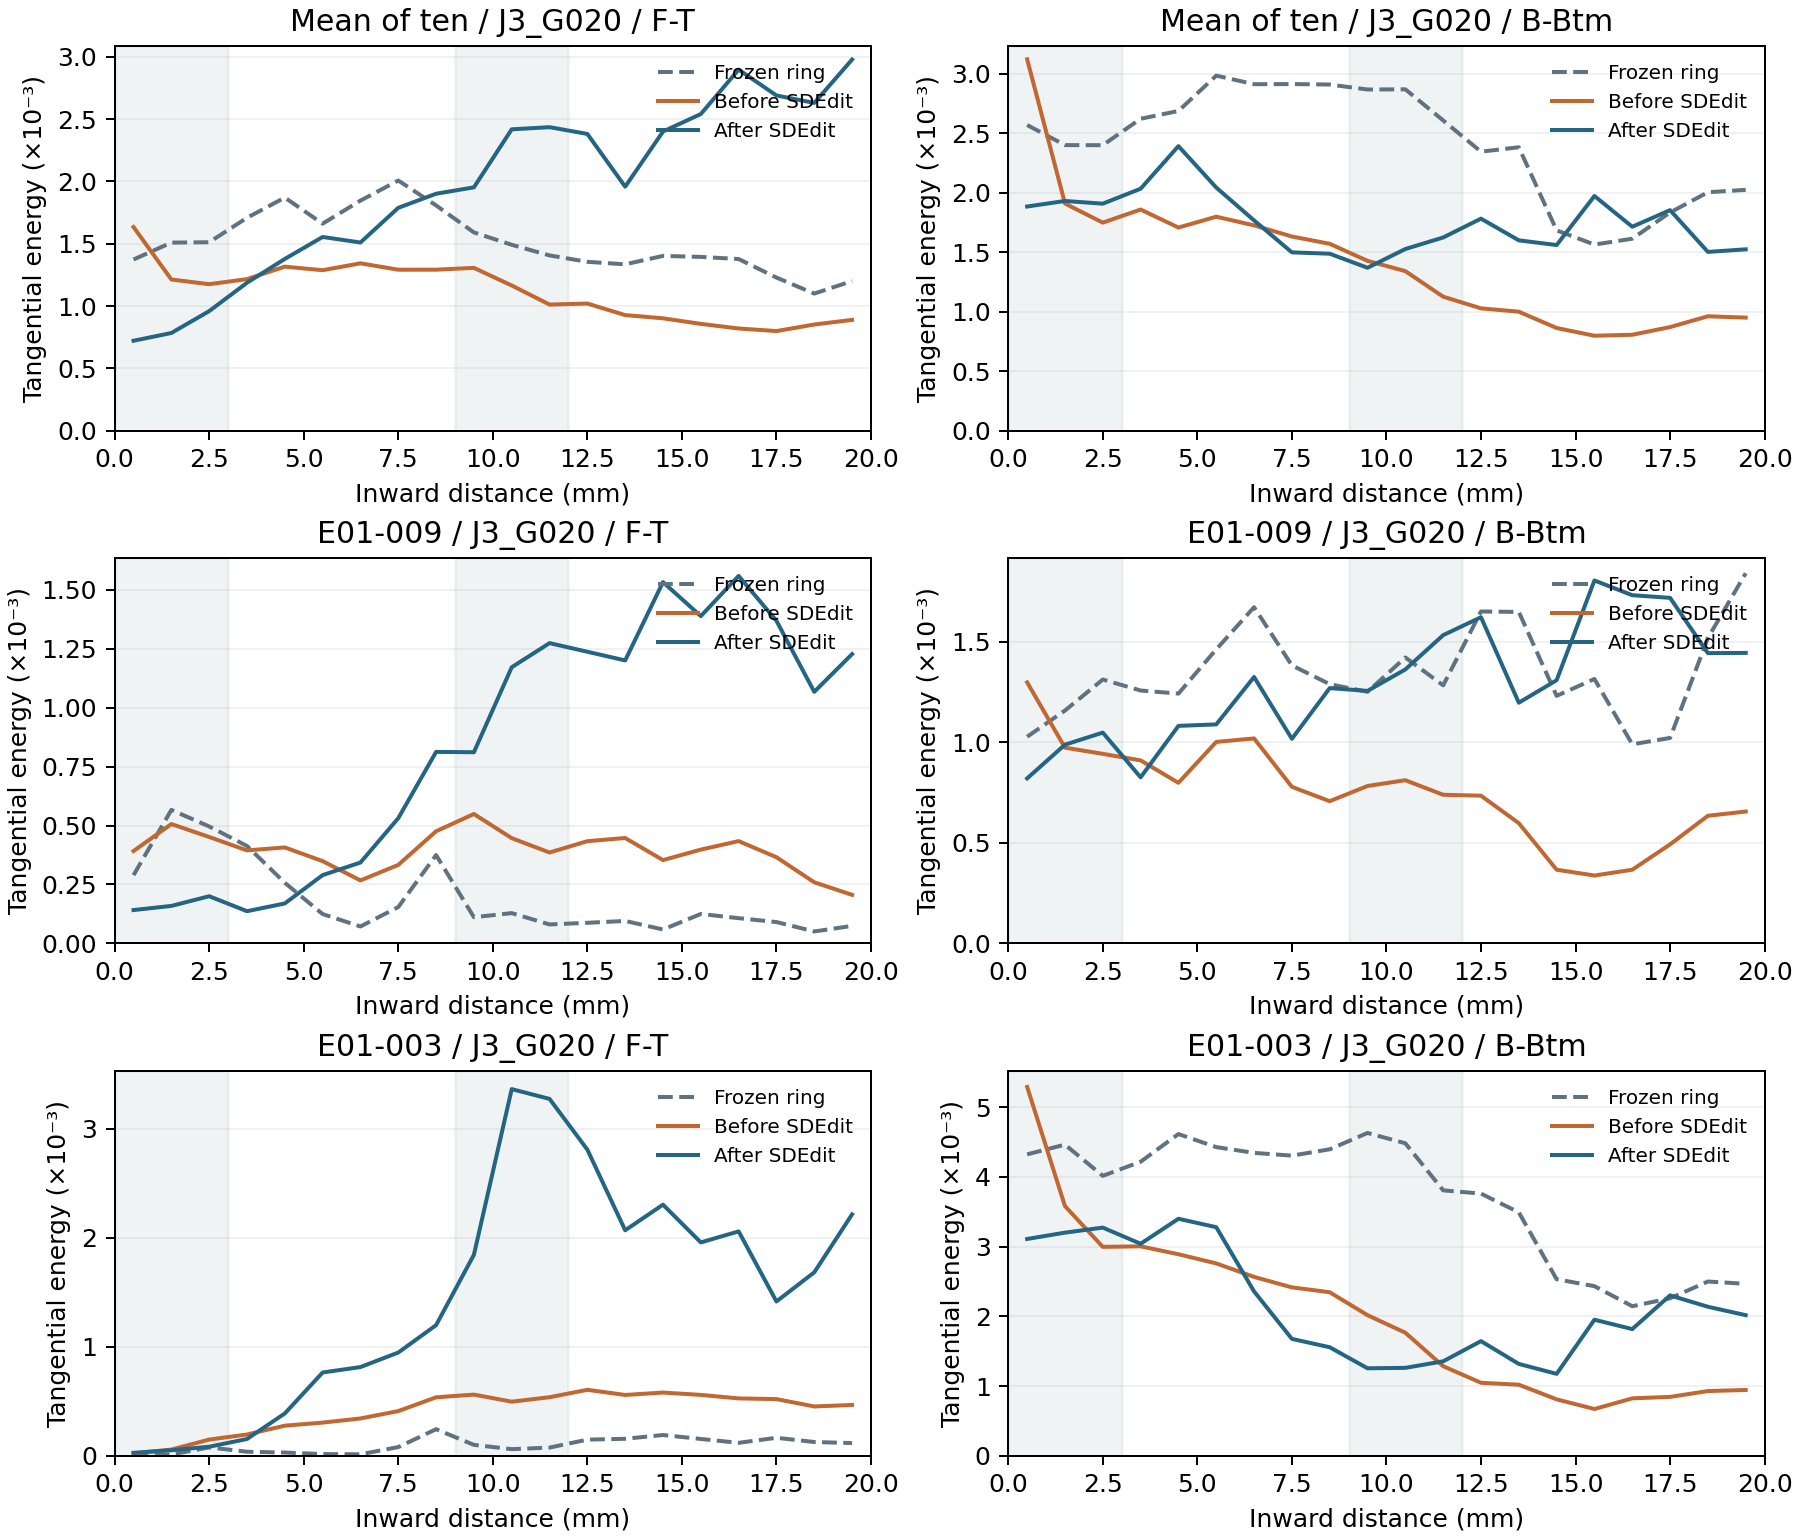 Mean of ten / J3_G020 / F-T
Tangential energy (×10⁻³)
3.0
2.5
2.0
1.5
1.0
0.5
0.0
Frozen ring
Before SDEdit
After SDEdit
0.0 2.5 5.0 7.5 10.0 12.5 15.0 17.5 20.0
Inward distance (mm)
Mean of ten / J3_G020 / B-Btm
Tangential energy (×10⁻³)
3.0
2.5
2.0
1.5
1.0
0.5
0.0
Frozen ring
Before SDEdit
After SDEdit
0.0 2.5 5.0 7.5 10.0 12.5 15.0 17.5 20.0
Inward distance (mm)
E01-009 / J3_G020 / F-T
Tangential energy (×10⁻³)
1.50
1.25
1.00
0.75
0.50
0.25
0.00
Frozen ring
Before SDEdit
After SDEdit
0.0 2.5 5.0 7.5 10.0 12.5 15.0 17.5 20.0
Inward distance (mm)
E01-009 / J3_G020 / B-Btm
Tangential energy (×10⁻³)
1.5
1.0
0.5
0.0
Frozen ring
Before SDEdit
After SDEdit
0.0 2.5 5.0 7.5 10.0 12.5 15.0 17.5 20.0
Inward distance (mm)
E01-003 / J3_G020 / F-T
Tangential energy (×10⁻³)
3
2
1
0
Frozen ring
Before SDEdit
After SDEdit
0.0 2.5 5.0 7.5 10.0 12.5 15.0 17.5 20.0
Inward distance (mm)
E01-003 / J3_G020 / B-Btm
Tangential energy (×10⁻³)
5
4
3
2
1
0
Frozen ring
Before SDEdit
After SDEdit
0.0 2.5 5.0 7.5 10.0 12.5 15.0 17.5 20.0
Inward distance (mm)